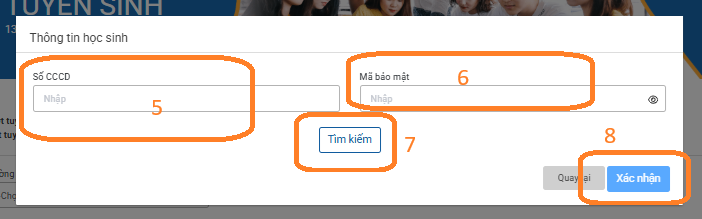 TUYỂN SINH
13
Thông tin học sinh
Số CCCD
Mã bảo mật
Nhập
5
Nhập
6
Tìm kiếm
7
8
Quay lại
Xác nhận